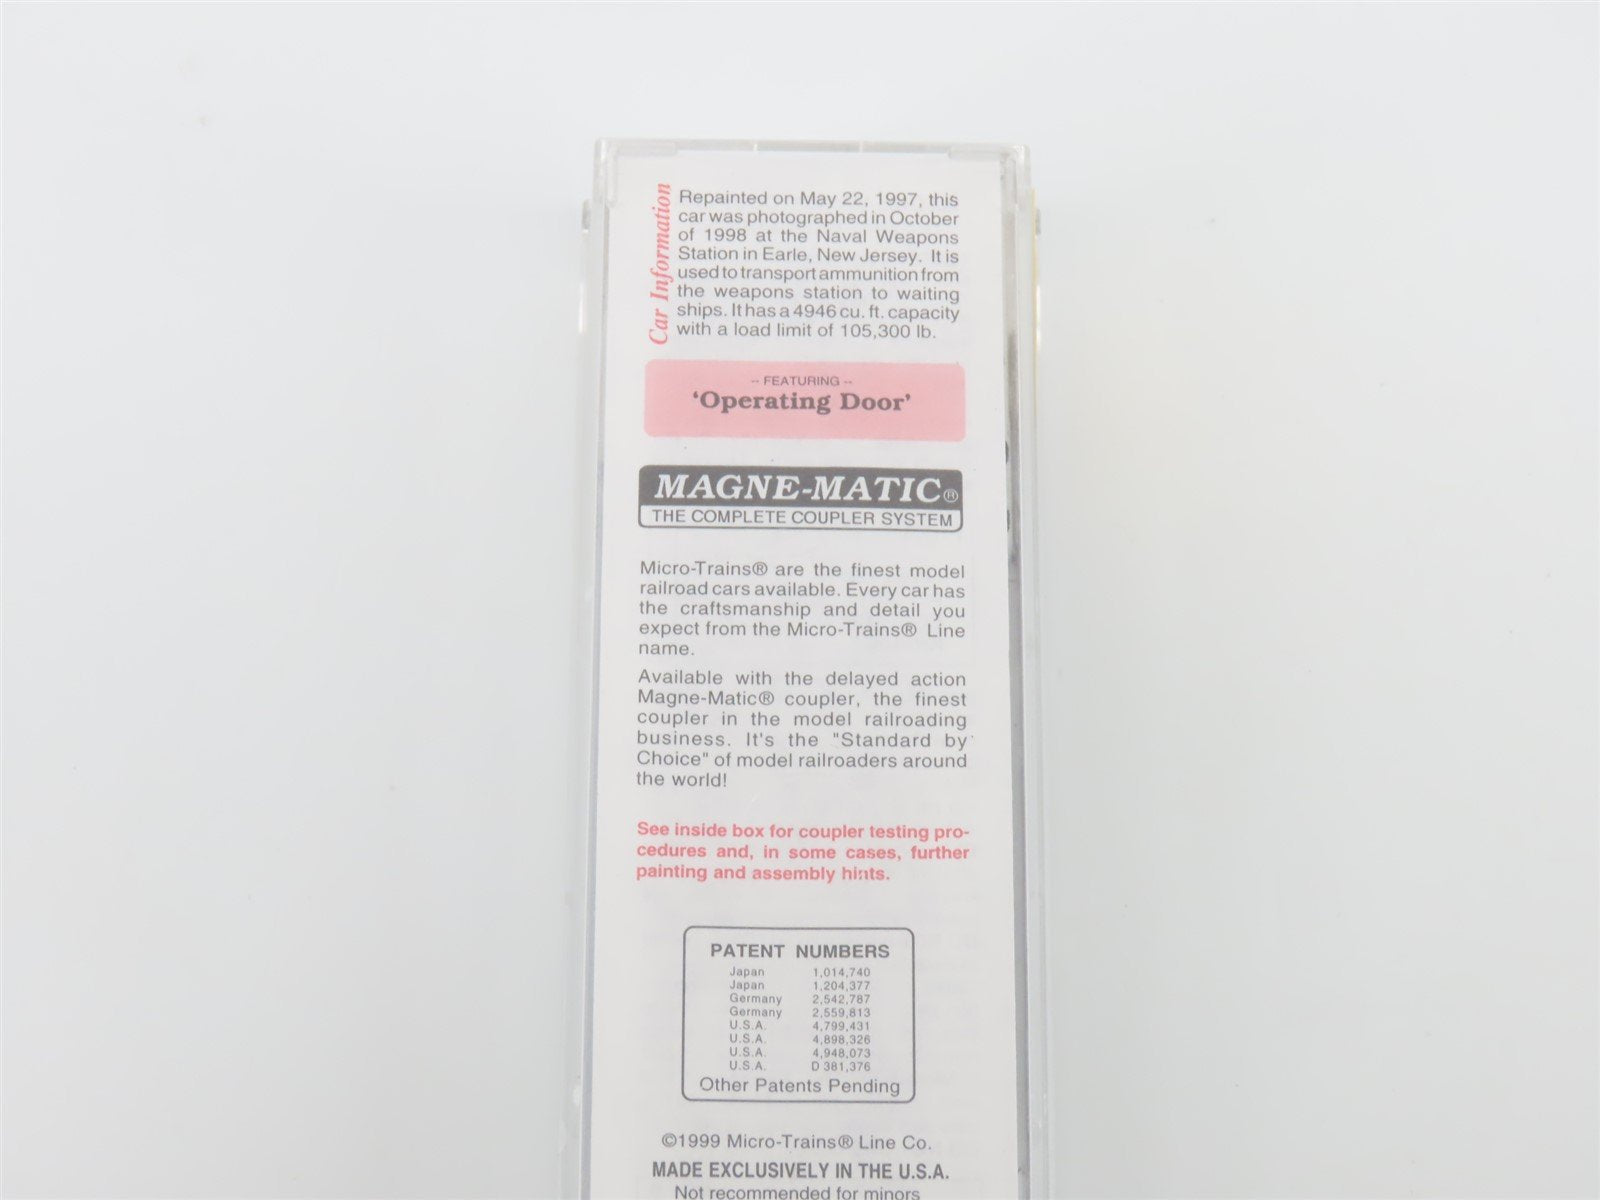 Car Information
Repainted on May 22, 1997, this
car was photographed in October
of 1998 at the Naval Weapons
Station in Earle, New Jersey. It is
used to transport ammunition from
the weapons station to waiting
ships. It has a 4946 cu. ft. capacity
with a load limit of 105,300 lb.
-- FEATURING --
‘Operating Door’
MAGNE-MATIC®
THE COMPLETE COUPLER SYSTEM
Micro-Trains® are the finest model
railroad cars available. Every car has
the craftsmanship and detail you
expect from the Micro-Trains® Line
name.
Available with the delayed action
Magne-Matic® coupler, the finest
coupler in the model railroading
business. It's the "Standard by
Choice" of model railroaders around
the world!
See inside box for coupler testing pro-
cedures and, in some cases, further
painting and assembly hints.
PATENT NUMBERS
Japan 1,014,740
Japan 1,204,377
Germany 2,542,787
Germany 2,559,813
U.S.A. 4,799,431
U.S.A. 4,898,326
U.S.A. 4,948,073
U.S.A. D 381,376
Other Patents Pending
©1999 Micro-Trains® Line Co.
MADE EXCLUSIVELY IN THE U.S.A.
Not recommended for minors